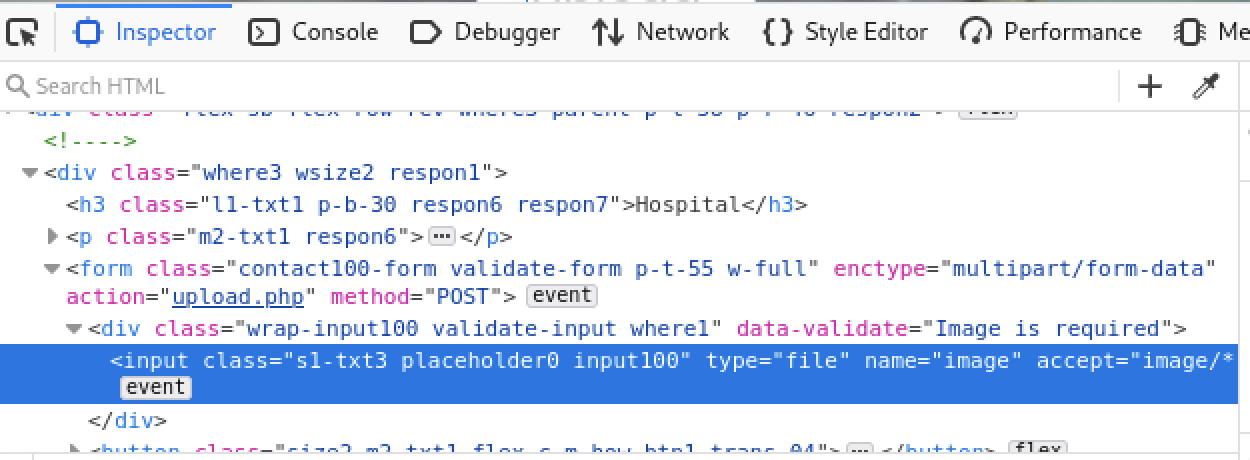 Inspector Console Debugger Network Style Editor Performance Me
Search HTML
<div class="flex-sb flex-row-rev where3-parent p-t-50 p-r-40 respon2"> flex
<!---->
<div class="where3 wsize2 respon1">
<h3 class="l1-txt1 p-b-30 respon6 respon7">Hospital</h3>
<p class="m2-txt1 respon6"></p>
<form class="contact100-form validate-form p-t-55 w-full" enctype="multipart/form-data"
action="upload.php" method="POST"> event
<div class="wrap-input100 validate-input where1" data-validate="Image is required">
<input class="s1-txt3 placeholder0 input100" type="file" name="image" accept="image/*
event
</div>
<button class="size2 m2-txt1 flex-c-m how-btn1 trans-04"></button> flex